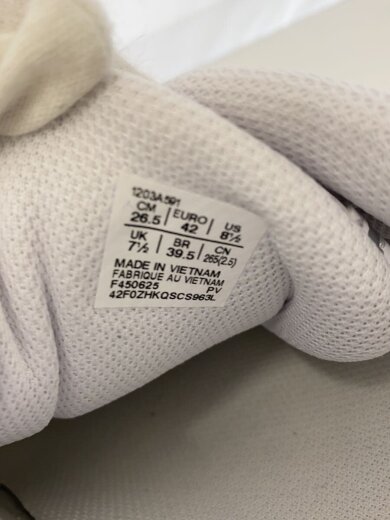 1203A591
CM | EURO | US
26.5 | 42 | 8½
UK | BR | CN
7½ | 39.5 | 265(2.5)
MADE IN VIETNAM
FABRIQUE AU VIETNAM
F450625 PV
42F0ZHKQSCS963L